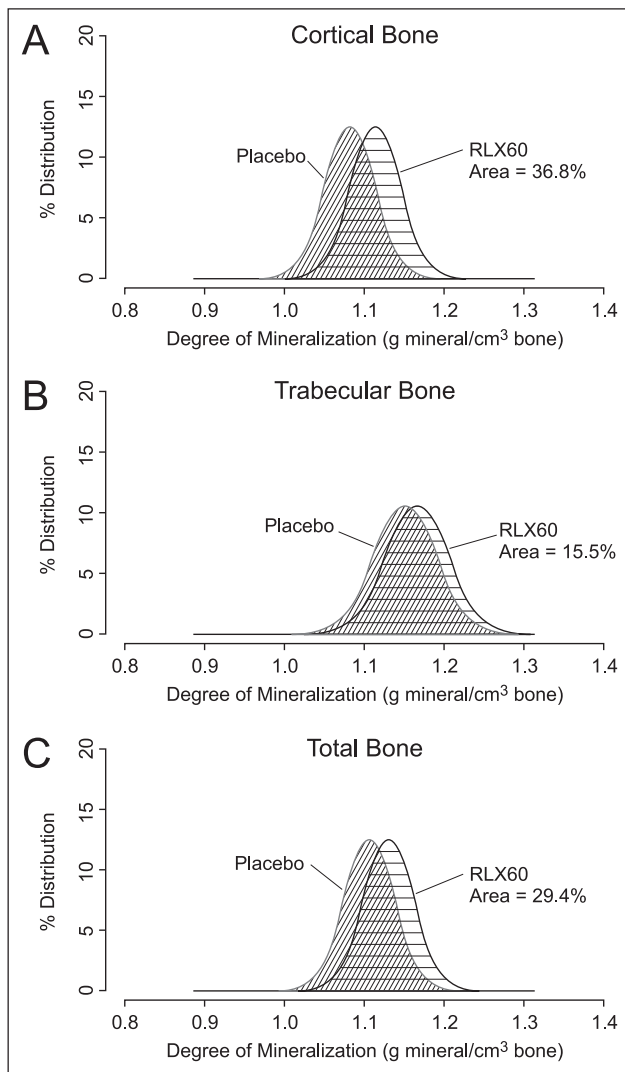 A
Cortical Bone
20
15
10
5
0
% Distribution
Placebo
RLX60
Area = 36.8%
0.8 0.9 1.0 1.1 1.2 1.3 1.4
Degree of Mineralization (g mineral/cm³ bone)
B
Trabecular Bone
20
15
10
5
0
% Distribution
Placebo
RLX60
Area = 15.5%
0.8 0.9 1.0 1.1 1.2 1.3 1.4
Degree of Mineralization (g mineral/cm³ bone)
C
Total Bone
20
15
10
5
0
% Distribution
Placebo
RLX60
Area = 29.4%
0.8 0.9 1.0 1.1 1.2 1.3 1.4
Degree of Mineralization (g mineral/cm³ bone)